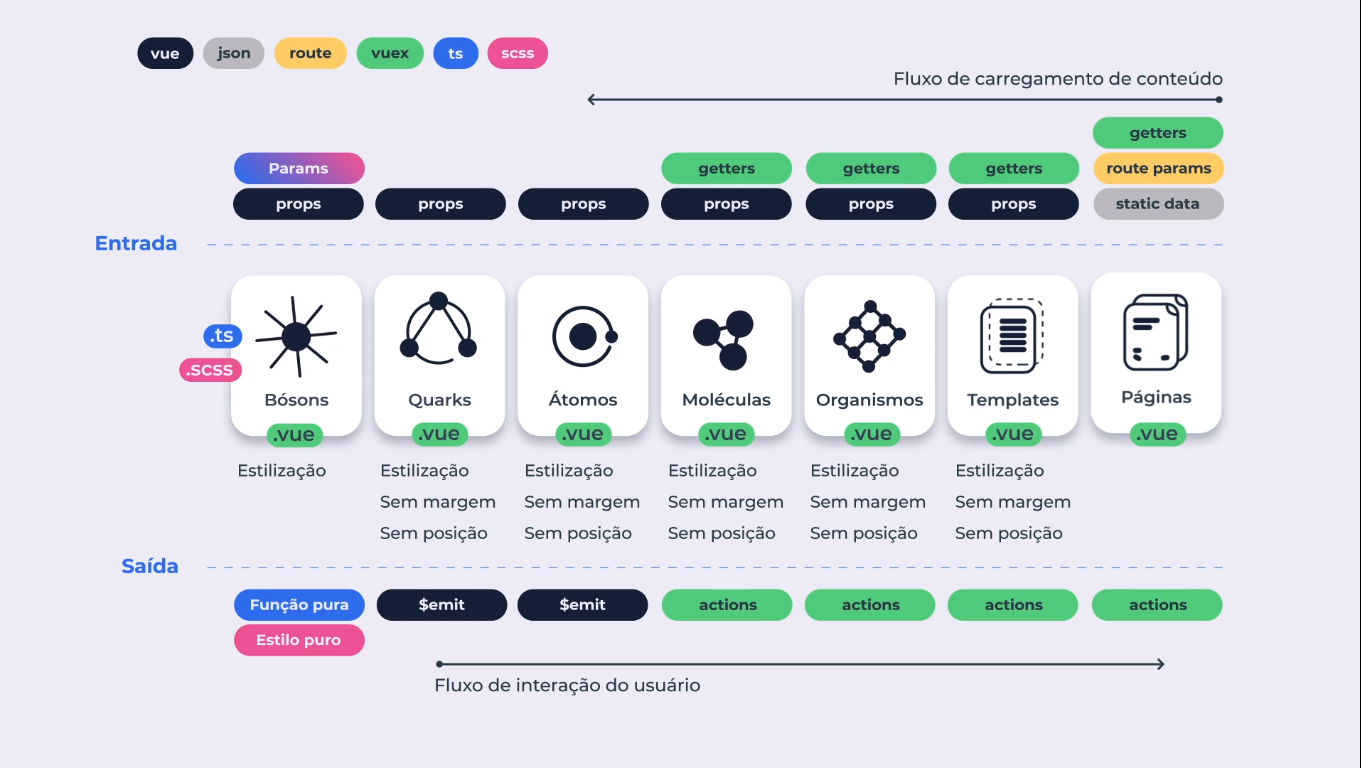 vue json route vuex ts scss
Fluxo de carregamento de conteúdo
getters
Params getters getters getters route params
props props props props props props static data
Entrada
.ts
.SCSS
Bósons Quarks Átomos Moléculas Organismos Templates Páginas
.vue .vue .vue .vue .vue .vue .vue
Estilização Estilização Estilização Estilização Estilização Estilização
Sem margem Sem margem Sem margem Sem margem Sem margem
Sem posição Sem posição Sem posição Sem posição Sem posição
Saída
Função pura $emit $emit actions actions actions actions
Estilo puro
Fluxo de interação do usuário